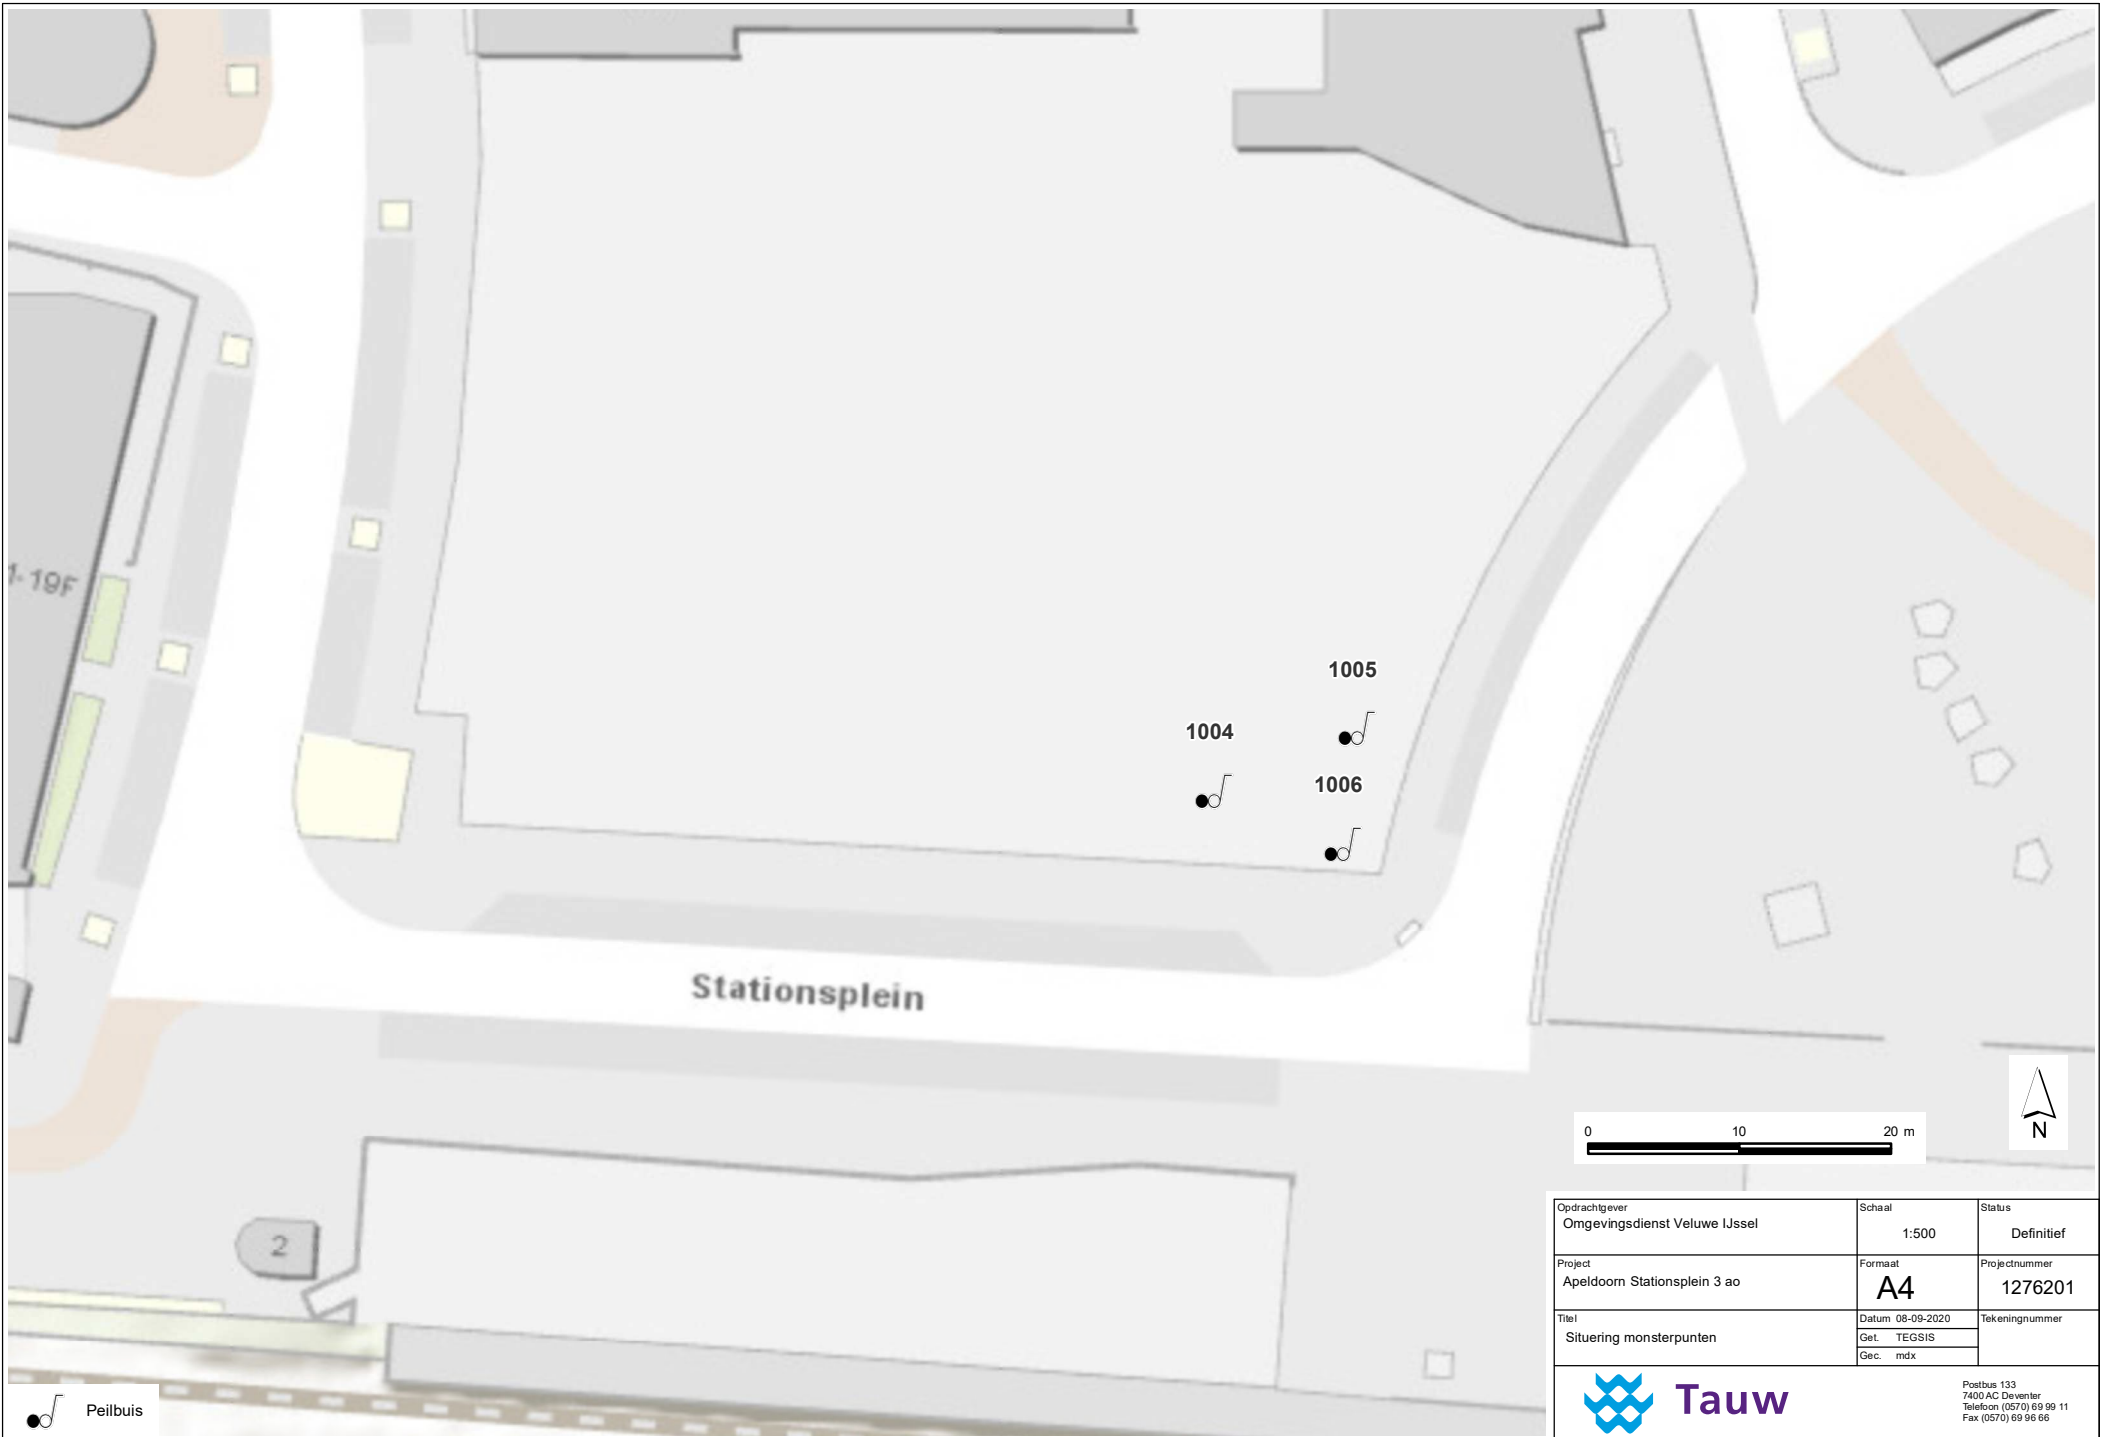 1-19F
1005
1004
1006
Stationsplein
0 10 20 m
N
2
Peilbuis
Opdrachtgever
Omgevingsdienst Veluwe IJssel
Schaal
1:500
Status
Definitief
Project
Apeldoorn Stationsplein 3 ao
Formaat
A4
Projectnummer
1276201
Titel
Situering monsterpunten
Datum 08-09-2020
Get. TEGSIS
Gec. mdx
Tekeningnummer
Tauw
Postbus 133
7400 AC Deventer
Telefoon (0570) 69 99 11
Fax (0570) 69 96 66